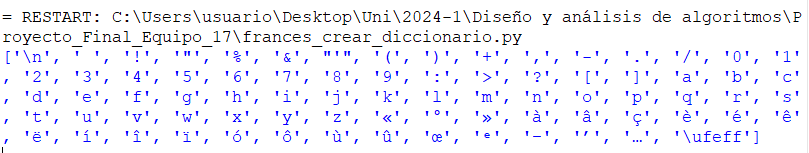 = RESTART: C:\Users\usuario\Desktop\Uni\2024-1\Diseño y análisis de algoritmos\P
royecto_Final_Equipo_17\frances_crear_diccionario.py
['\n', ' ', '!', '"', '%', '&', "'", '(', ')', '+', ',', '-', '.', '/', '0', '1'
, '2', '3', '4', '5', '6', '7', '8', '9', ':', '>', '?', '[', ']', 'a', 'b', 'c'
, 'd', 'e', 'f', 'g', 'h', 'i', 'j', 'k', 'l', 'm', 'n', 'o', 'p', 'q', 'r', 's'
, 't', 'u', 'v', 'w', 'x', 'y', 'z', '«', '°', '»', 'à', 'â', 'ç', 'è', 'é', 'ê'
, 'ë', 'í', 'î', 'ï', 'ó', 'ô', 'ù', 'û', 'œ', 'ᵉ', '–', '’', '…', '\ufeff']